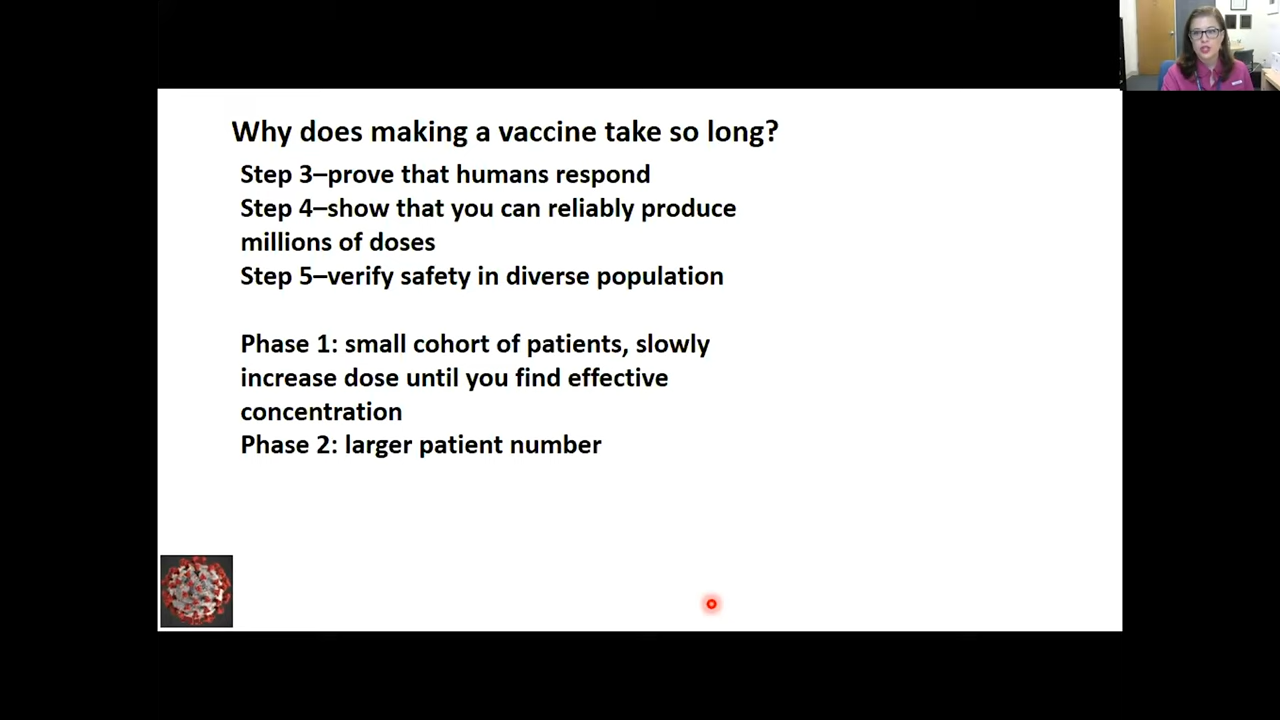 Why does making a vaccine take so long?
Step 3–prove that humans respond
Step 4–show that you can reliably produce
millions of doses
Step 5–verify safety in diverse population
Phase 1: small cohort of patients, slowly
increase dose until you find effective
concentration
Phase 2: larger patient number